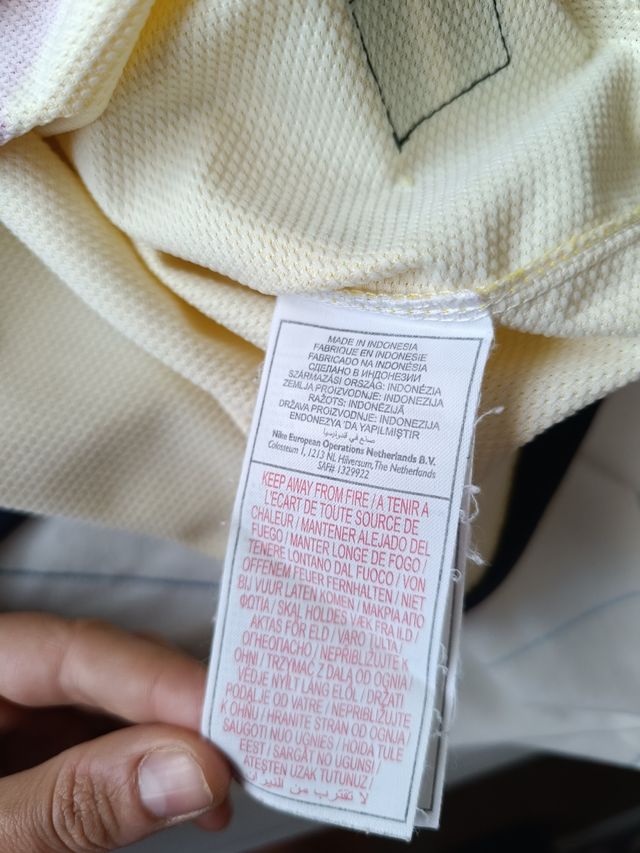 MADE IN INDONESIA
FABRIQUE EN INDONESIE
FABRICADO NA INDONESIA
СДЕЛАНО В ИНДОНЕЗИИ
SZÁRMAZÁSI ORSZÁG: INDONÉZIA
ZEMLJA PROIZVODNJE: INDONEZIJA
RAŽOTS: INDONĒZIJĀ
DRŽAVA PROIZVODNJE: INDONEZIJA
ENDONEZYA'DA YAPILMIŞTIR
Nike European Operations Netherlands B.V.
Colosseum 1, 1213 NL Hilversum, The Netherlands
SAF# 1329922
KEEP AWAY FROM FIRE / A TENIR A
L'ECART DE TOUTE SOURCE DE
CHALEUR / MANTENER ALEJADO DEL
FUEGO / MANTER LONGE DE FOGO /
TENERE LONTANO DAL FUOCO / VON
OFFENEM FEUER FERNHALTEN / NIET
BIJ VUUR LATEN KOMEN / ΜΑΚΡΙΑ ΑΠΟ
ΦΩΤΙΑ / SKAL HOLDES VÆK FRA ILD /
AKTAS FÖR ELD / VARO TULTA /
ОГНЕОПАСНО / NEPŘIBLIŽUJTE K
OHNI / TRZYMAĆ Z DALA OD OGNIA /
VÉDJE NYÍLT LÁNG ELŐL / DRŽATI
PODALJE OD VATRE / NEPRIBLIŽUJTE
K OHŇU / HRANITE STRAN OD OGNJA /
SAUGOTI NUO UGNIES / HOIDA TULE
EEST / SARGĀT NO UGUNS /
ATEŞTEN UZAK TUTUNUZ /
لا تقترب من النيران